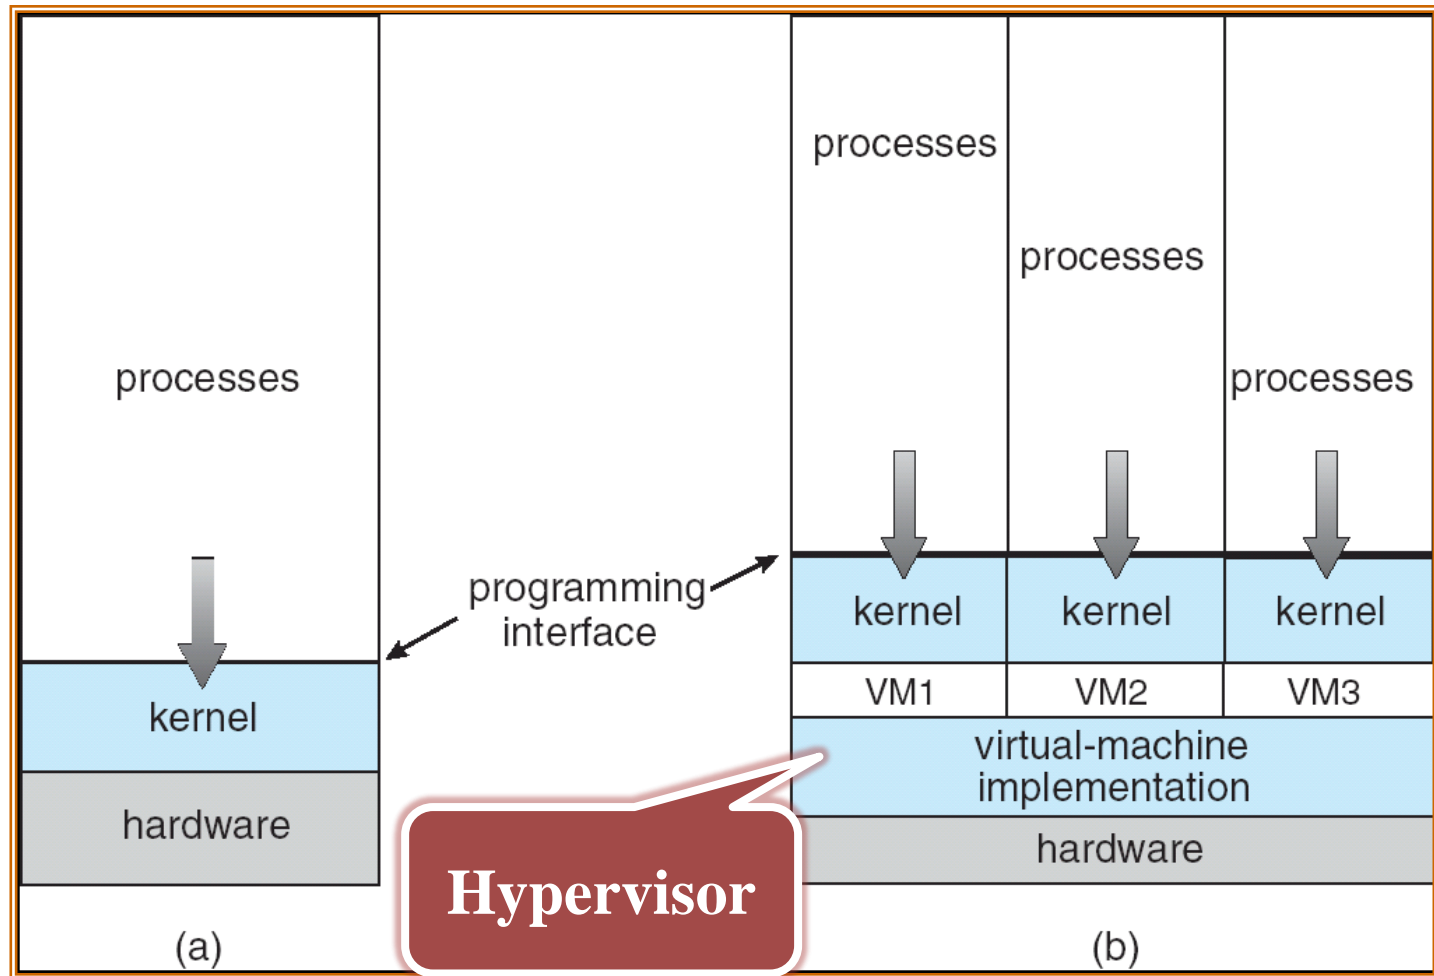 processes
kernel
hardware
(a)
programming
interface
processes
processes
processes
kernel
kernel
kernel
VM1
VM2
VM3
virtual-machine
implementation
hardware
Hypervisor
(b)